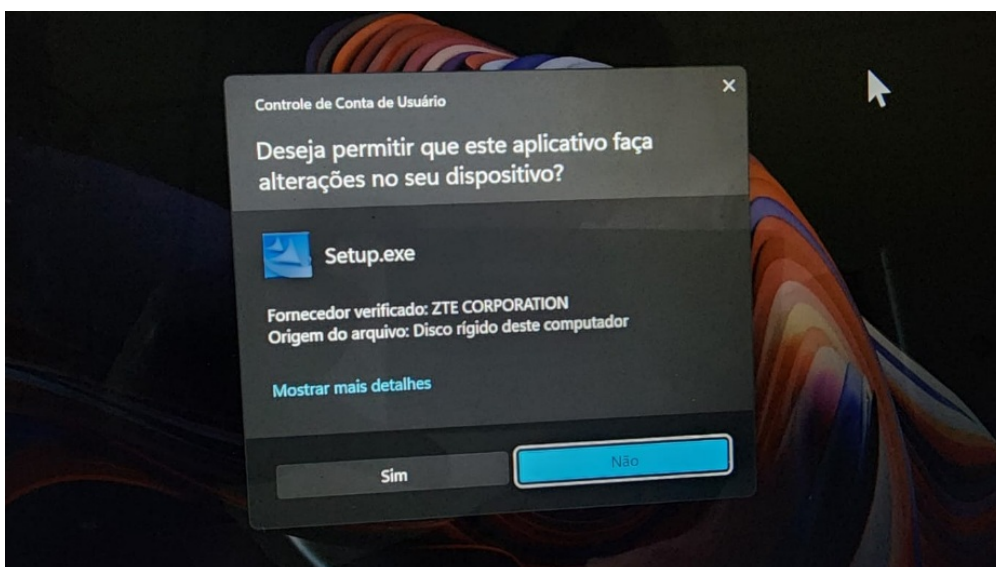 Controle de Conta de Usuário
Deseja permitir que este aplicativo faça
alterações no seu dispositivo?
Setup.exe
Fornecedor verificado: ZTE CORPORATION
Origem do arquivo: Disco rígido deste computador
Mostrar mais detalhes
Sim
Não